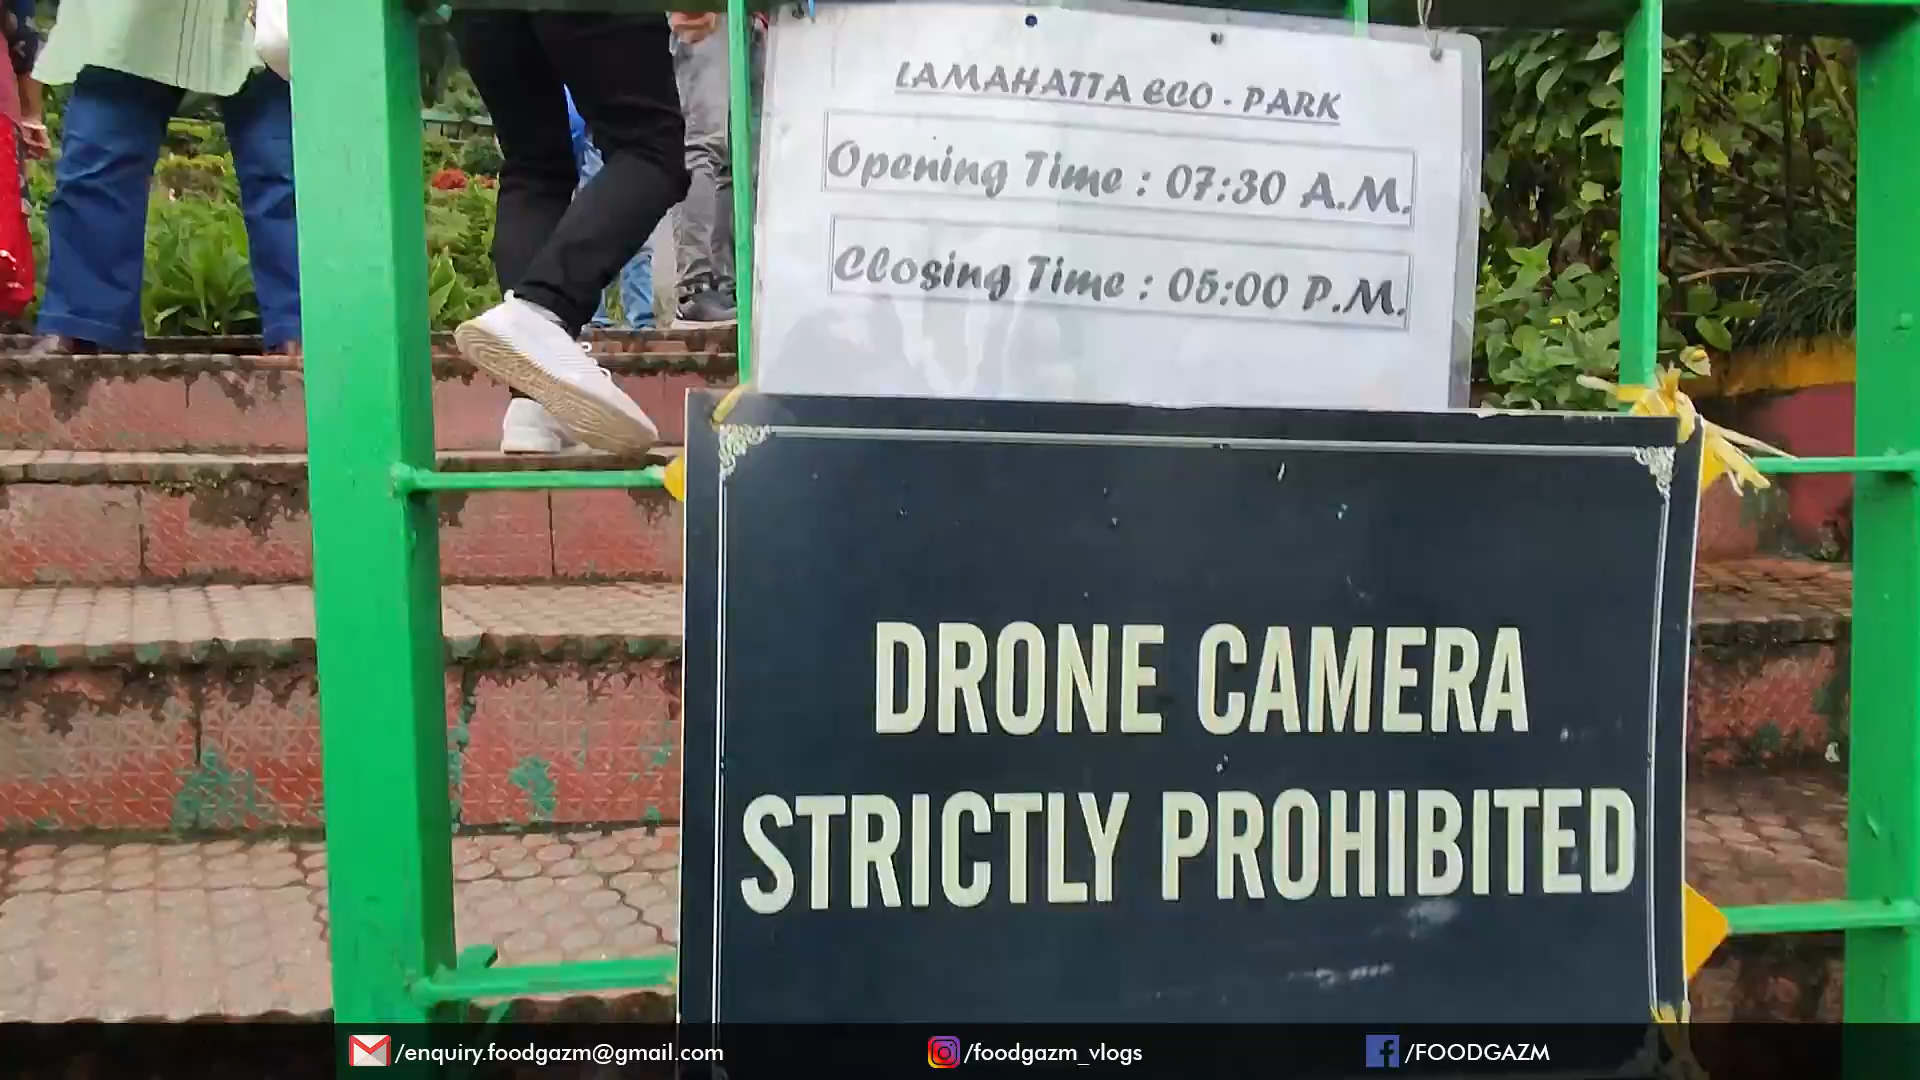 LAMAHATTA ECO - PARK
Opening Time : 07:30 A.M.
Closing Time : 05:00 P.M.
DRONE CAMERA
STRICTLY PROHIBITED
/enquiry.foodgazm@gmail.com
/foodgazm_vlogs
/FOODGAZM